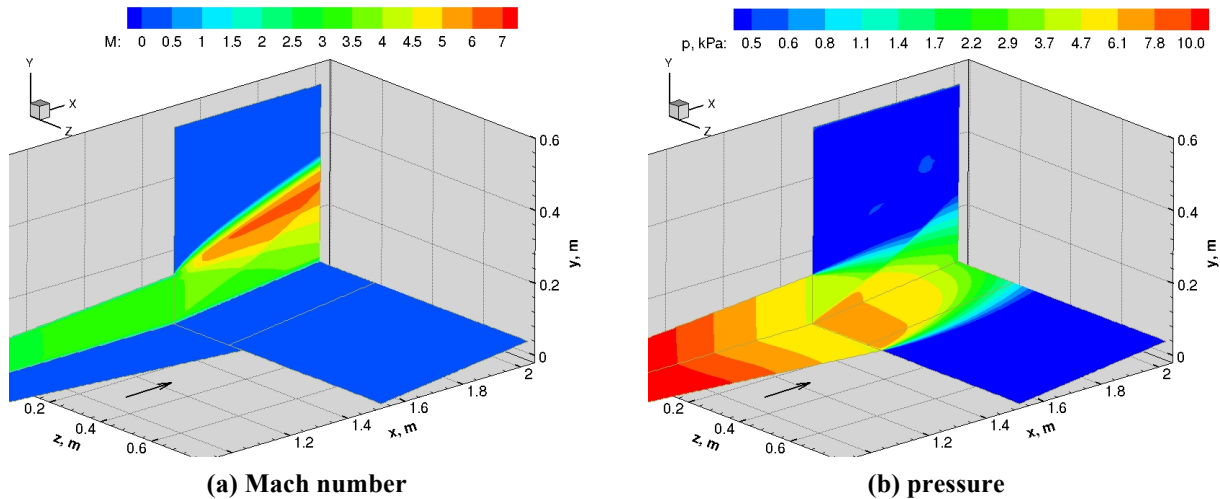 M: 0 0.5 1 1.5 2 2.5 3 3.5 4 4.5 5 6 7
Y
X
Z
0.6
0.4
0.2
0
y, m
2
1.8
1.6
1.4
1.2
x, m
0.2
0.4
0.6
z, m
(a) Mach number
p, kPa: 0.5 0.6 0.8 1.1 1.4 1.7 2.2 2.9 3.7 4.7 6.1 7.8 10.0
Y
X
Z
0.6
0.4
0.2
0
y, m
2
1.8
1.6
1.4
1.2
x, m
0.2
0.4
0.6
z, m
(b) pressure